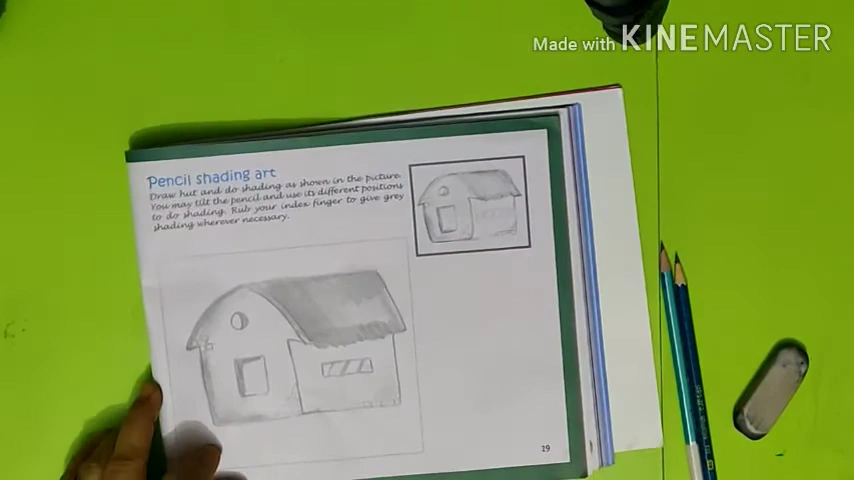 Made with KINEMASTER
Pencil shading art
Draw hut and do shading as shown in the picture.
You may tilt the pencil and use its different positions
to do shading. Rub your index finger to give grey
shading wherever necessary.
29